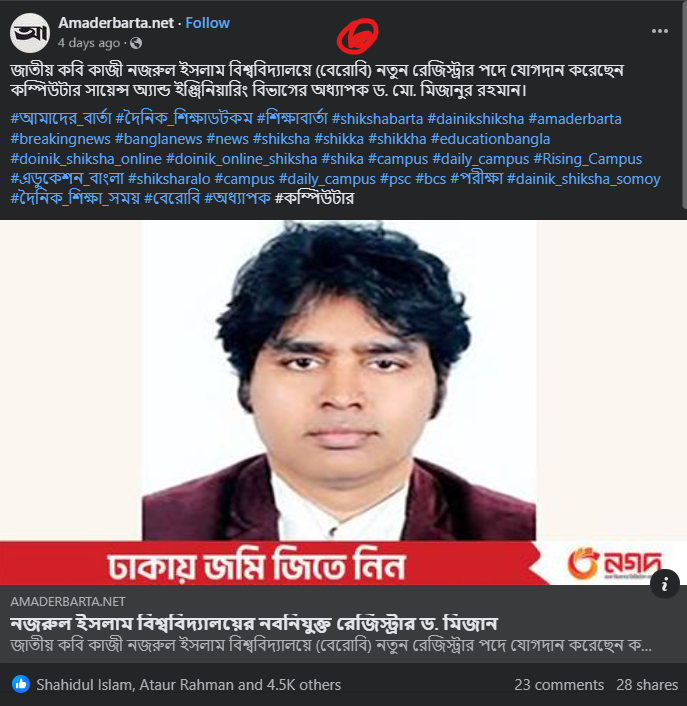 আ
Amaderbarta.net · Follow
4 days ago ·
জাতীয় কবি কাজী নজরুল ইসলাম বিশ্ববিদ্যালয়ে (বেরোবি) নতুন রেজিস্ট্রার পদে যোগদান করেছেন
কম্পিউটার সায়েন্স অ্যান্ড ইঞ্জিনিয়ারিং বিভাগের অধ্যাপক ড. মো. মিজানুর রহমান।
#আমাদের_বার্তা #দৈনিক_শিক্ষাডটকম #শিক্ষাবার্তা #shikshabarta #dainikshiksha #amaderbarta
#breakingnews #banglanews #news #shiksha #shikka #shikkha #educationbangla
#doinik_shiksha_online #doinik_online_shiksha #shika #campus #daily_campus #Rising_Campus
#এডুকেশন_বাংলা #shiksharalo #campus #daily_campus #psc #bcs #পরীক্ষা #dainik_shiksha_somoy
#দৈনিক_শিক্ষা_সময় #বেরোবি #অধ্যাপক #কম্পিউটার
ঢাকায় জমি জিতে নিন
নগদ
AMADERBARTA.NET
নজরুল ইসলাম বিশ্ববিদ্যালয়ের নবনিযুক্ত রেজিস্ট্রার ড. মিজান
জাতীয় কবি কাজী নজরুল ইসলাম বিশ্ববিদ্যালয়ে (বেরোবি) নতুন রেজিস্ট্রার পদে যোগদান করেছেন ক...
Shahidul Islam, Ataur Rahman and 4.5K others
23 comments 28 shares